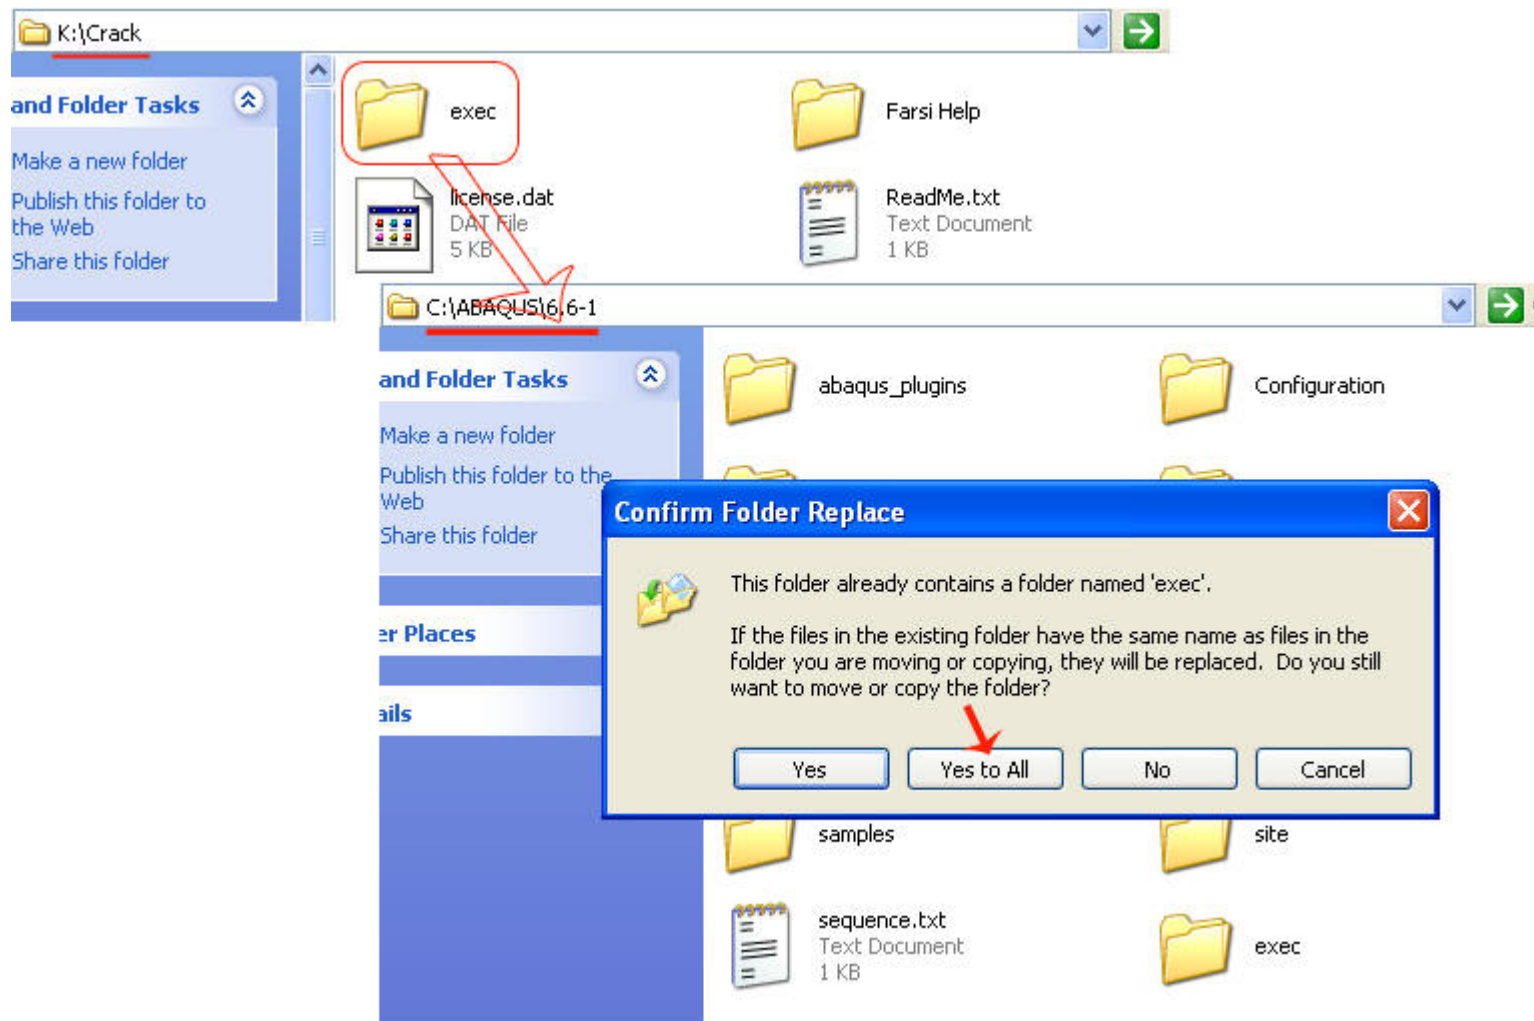 K:\Crack
and Folder Tasks
Make a new folder
Publish this folder to
the Web
Share this folder
exec
Farsi Help
license.dat
DAT File
5 KB
ReadMe.txt
Text Document
1 KB
C:\ABAQUS\6.6-1
and Folder Tasks
Make a new folder
Publish this folder to the
Web
Share this folder
er Places
ails
abaqus_plugins
Configuration
Confirm Folder Replace
This folder already contains a folder named 'exec'.
If the files in the existing folder have the same name as files in the
folder you are moving or copying, they will be replaced. Do you still
want to move or copy the folder?
Yes
Yes to All
No
Cancel
samples
site
sequence.txt
Text Document
1 KB
exec